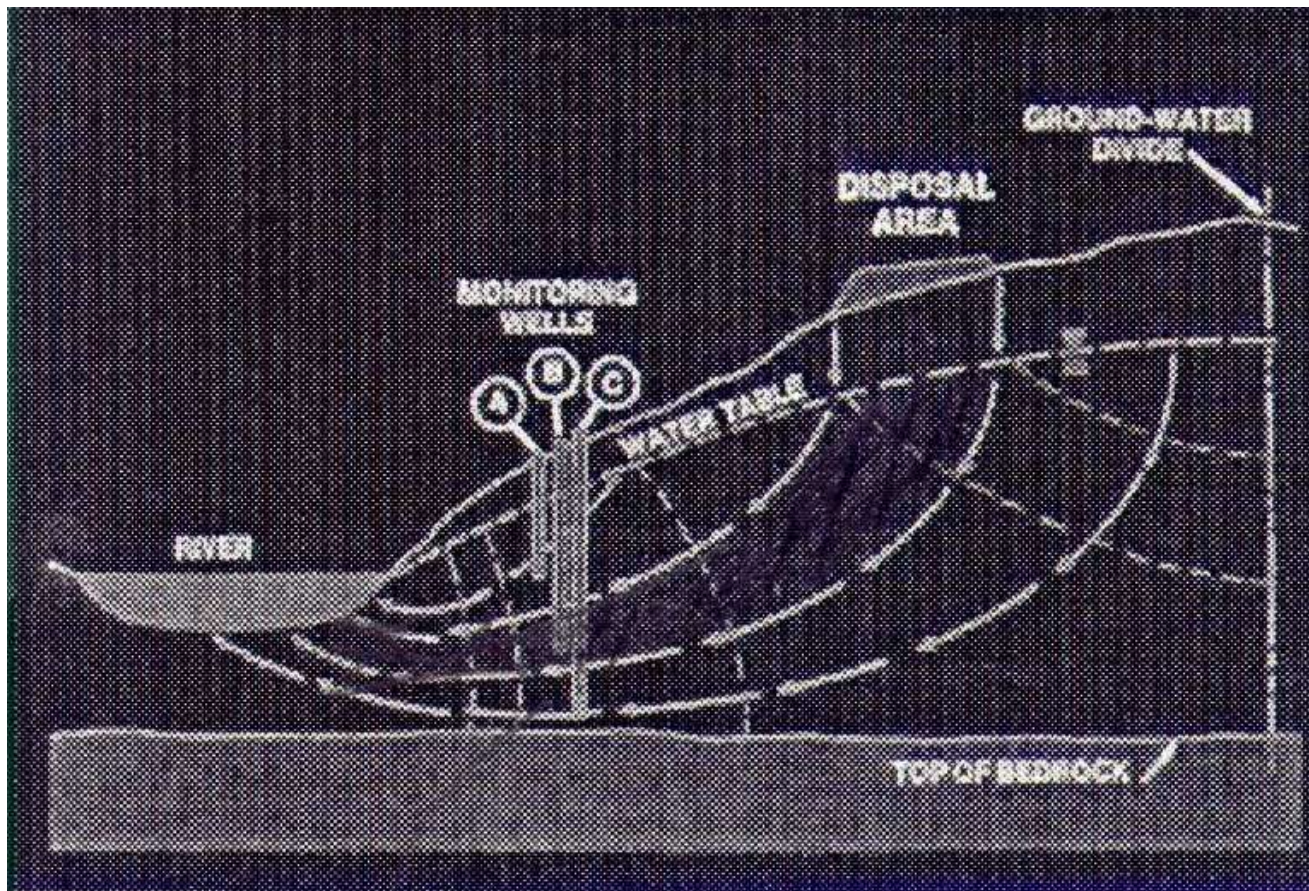 GROUND-WATER
DIVIDE
DISPOSAL
AREA
MONITORING
WELLS
A
B
C
WATER TABLE
RIVER
TOP OF BEDROCK